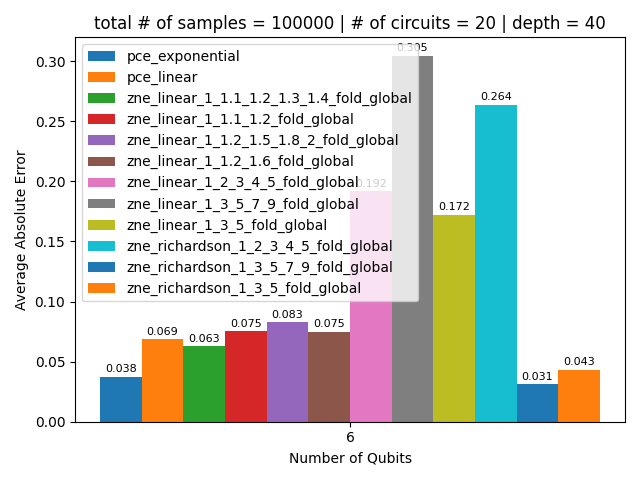 total # of samples = 100000 | # of circuits = 20 | depth = 40
Average Absolute Error
0.30
0.25
0.20
0.15
0.10
0.05
0.00
pce_exponential
pce_linear
zne_linear_1_1.1_1.2_1.3_1.4_fold_global
zne_linear_1_1.1_1.2_fold_global
zne_linear_1_1.2_1.5_1.8_2_fold_global
zne_linear_1_1.2_1.6_fold_global
zne_linear_1_2_3_4_5_fold_global
zne_linear_1_3_5_7_9_fold_global
zne_linear_1_3_5_fold_global
zne_richardson_1_2_3_4_5_fold_global
zne_richardson_1_3_5_7_9_fold_global
zne_richardson_1_3_5_fold_global
0.038
0.069
0.063
0.075
0.083
0.075
0.192
0.305
0.172
0.264
0.031
0.043
6
Number of Qubits